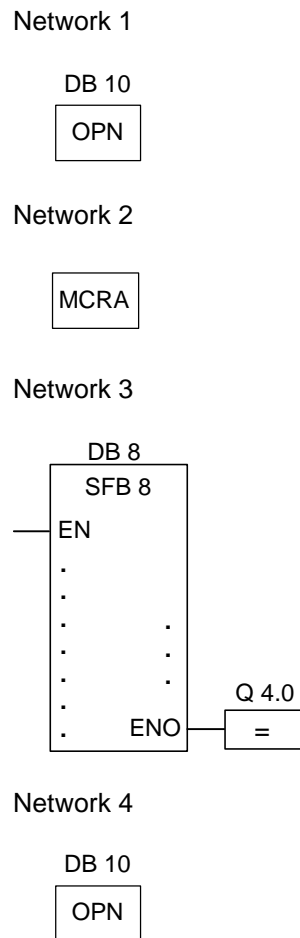 Network 1
DB 10
OPN
Network 2
MCRA
Network 3
DB 8
SFB 8
EN
Q 4.0
ENO
=
Network 4
DB 10
OPN